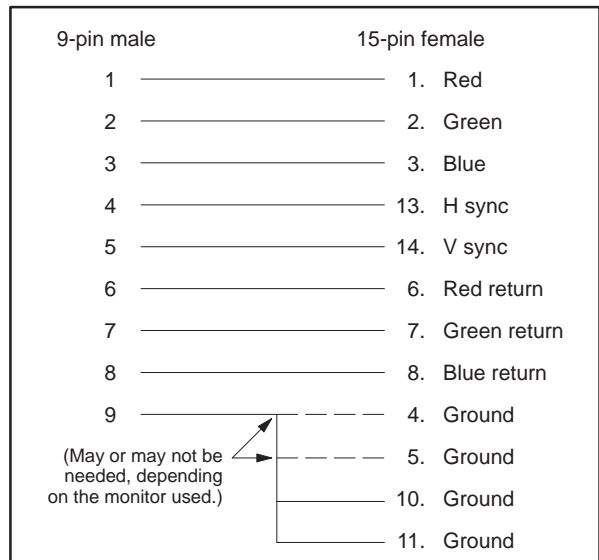 9-pin male 15-pin female
1 1. Red
2 2. Green
3 3. Blue
4 13. H sync
5 14. V sync
6 6. Red return
7 7. Green return
8 8. Blue return
9 4. Ground
(May or may not be
needed, depending
on the monitor used.)
5. Ground
10. Ground
11. Ground